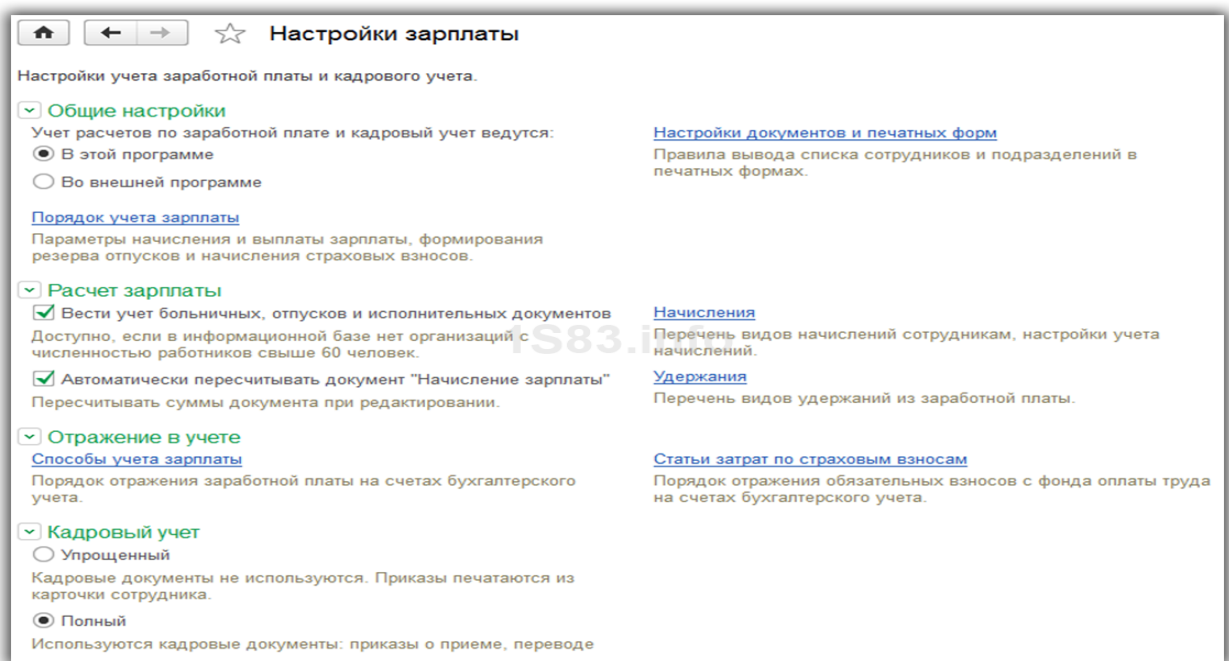 Настройки зарплаты
Настройки учета заработной платы и кадрового учета.
Общие настройки
Учет расчетов по заработной плате и кадровый учет ведутся:
В этой программе
Во внешней программе
Порядок учета зарплаты
Параметры начисления и выплаты зарплаты, формирования
резерва отпусков и начисления страховых взносов.
Настройки документов и печатных форм
Правила вывода списка сотрудников и подразделений в
печатных формах.
Расчет зарплаты
Вести учет больничных, отпусков и исполнительных документов
Доступно, если в информационной базе нет организаций с
численностью работников свыше 60 человек.
Автоматически пересчитывать документ "Начисление зарплаты"
Пересчитывать суммы документа при редактировании.
Начисления
Перечень видов начислений сотрудникам, настройки учета
начислений.
Удержания
Перечень видов удержаний из заработной платы.
1S83.info
Отражение в учете
Способы учета зарплаты
Порядок отражения заработной платы на счетах бухгалтерского
учета.
Статьи затрат по страховым взносам
Порядок отражения обязательных взносов с фонда оплаты труда
на счетах бухгалтерского учета.
Кадровый учет
Упрощенный
Кадровые документы не используются. Приказы печатаются из
карточки сотрудника.
Полный
Используются кадровые документы: приказы о приеме, переводе